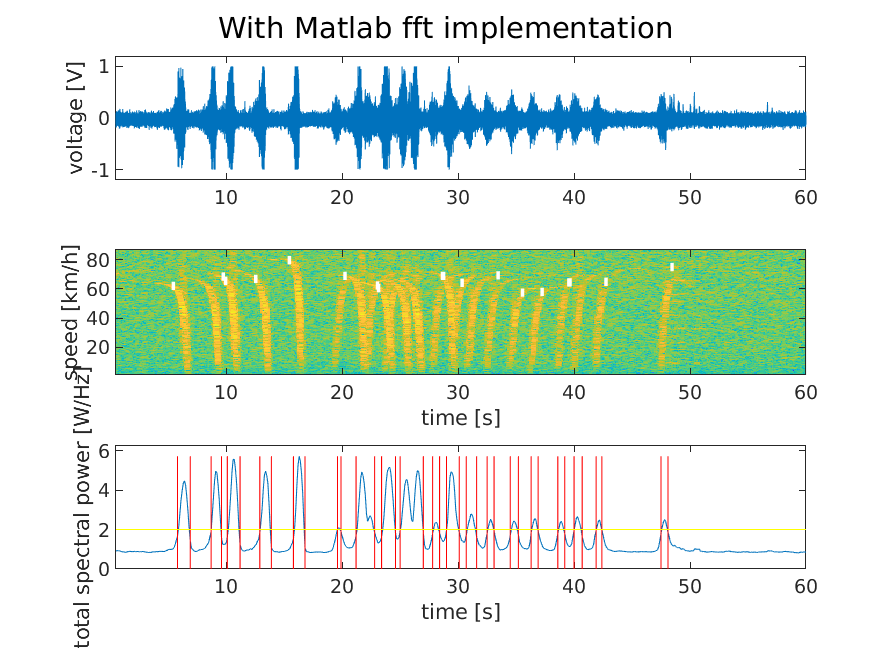 With Matlab fft implementation
voltage [V]
1
0
-1
10 20 30 40 50 60
speed [km/h]
80
60
40
20
10 20 30 40 50 60
time [s]
total spectral power [W/Hz]
6
4
2
0
10 20 30 40 50 60
time [s]